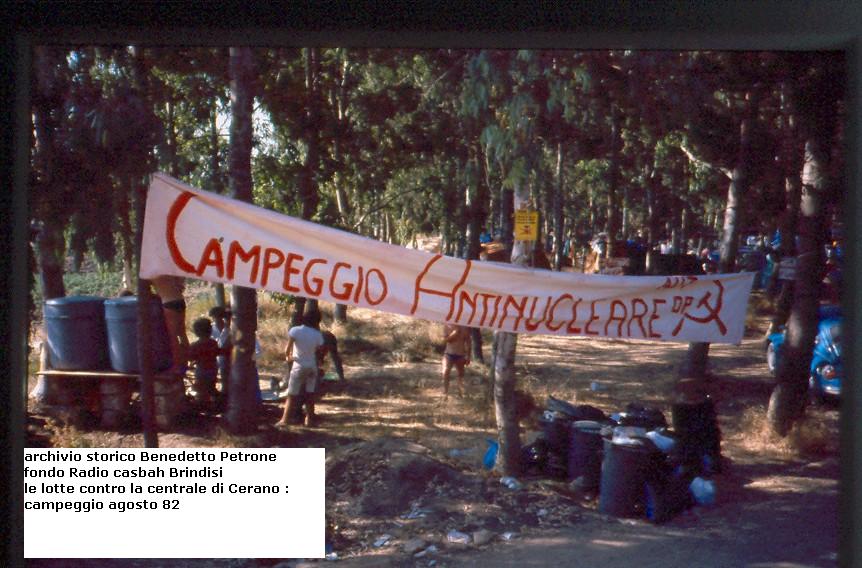 CAMPEGGIO ANTINUCLEARE DP
archivio storico Benedetto Petrone
fondo Radio casbah Brindisi
le lotte contro la centrale di Cerano :
campeggio agosto 82